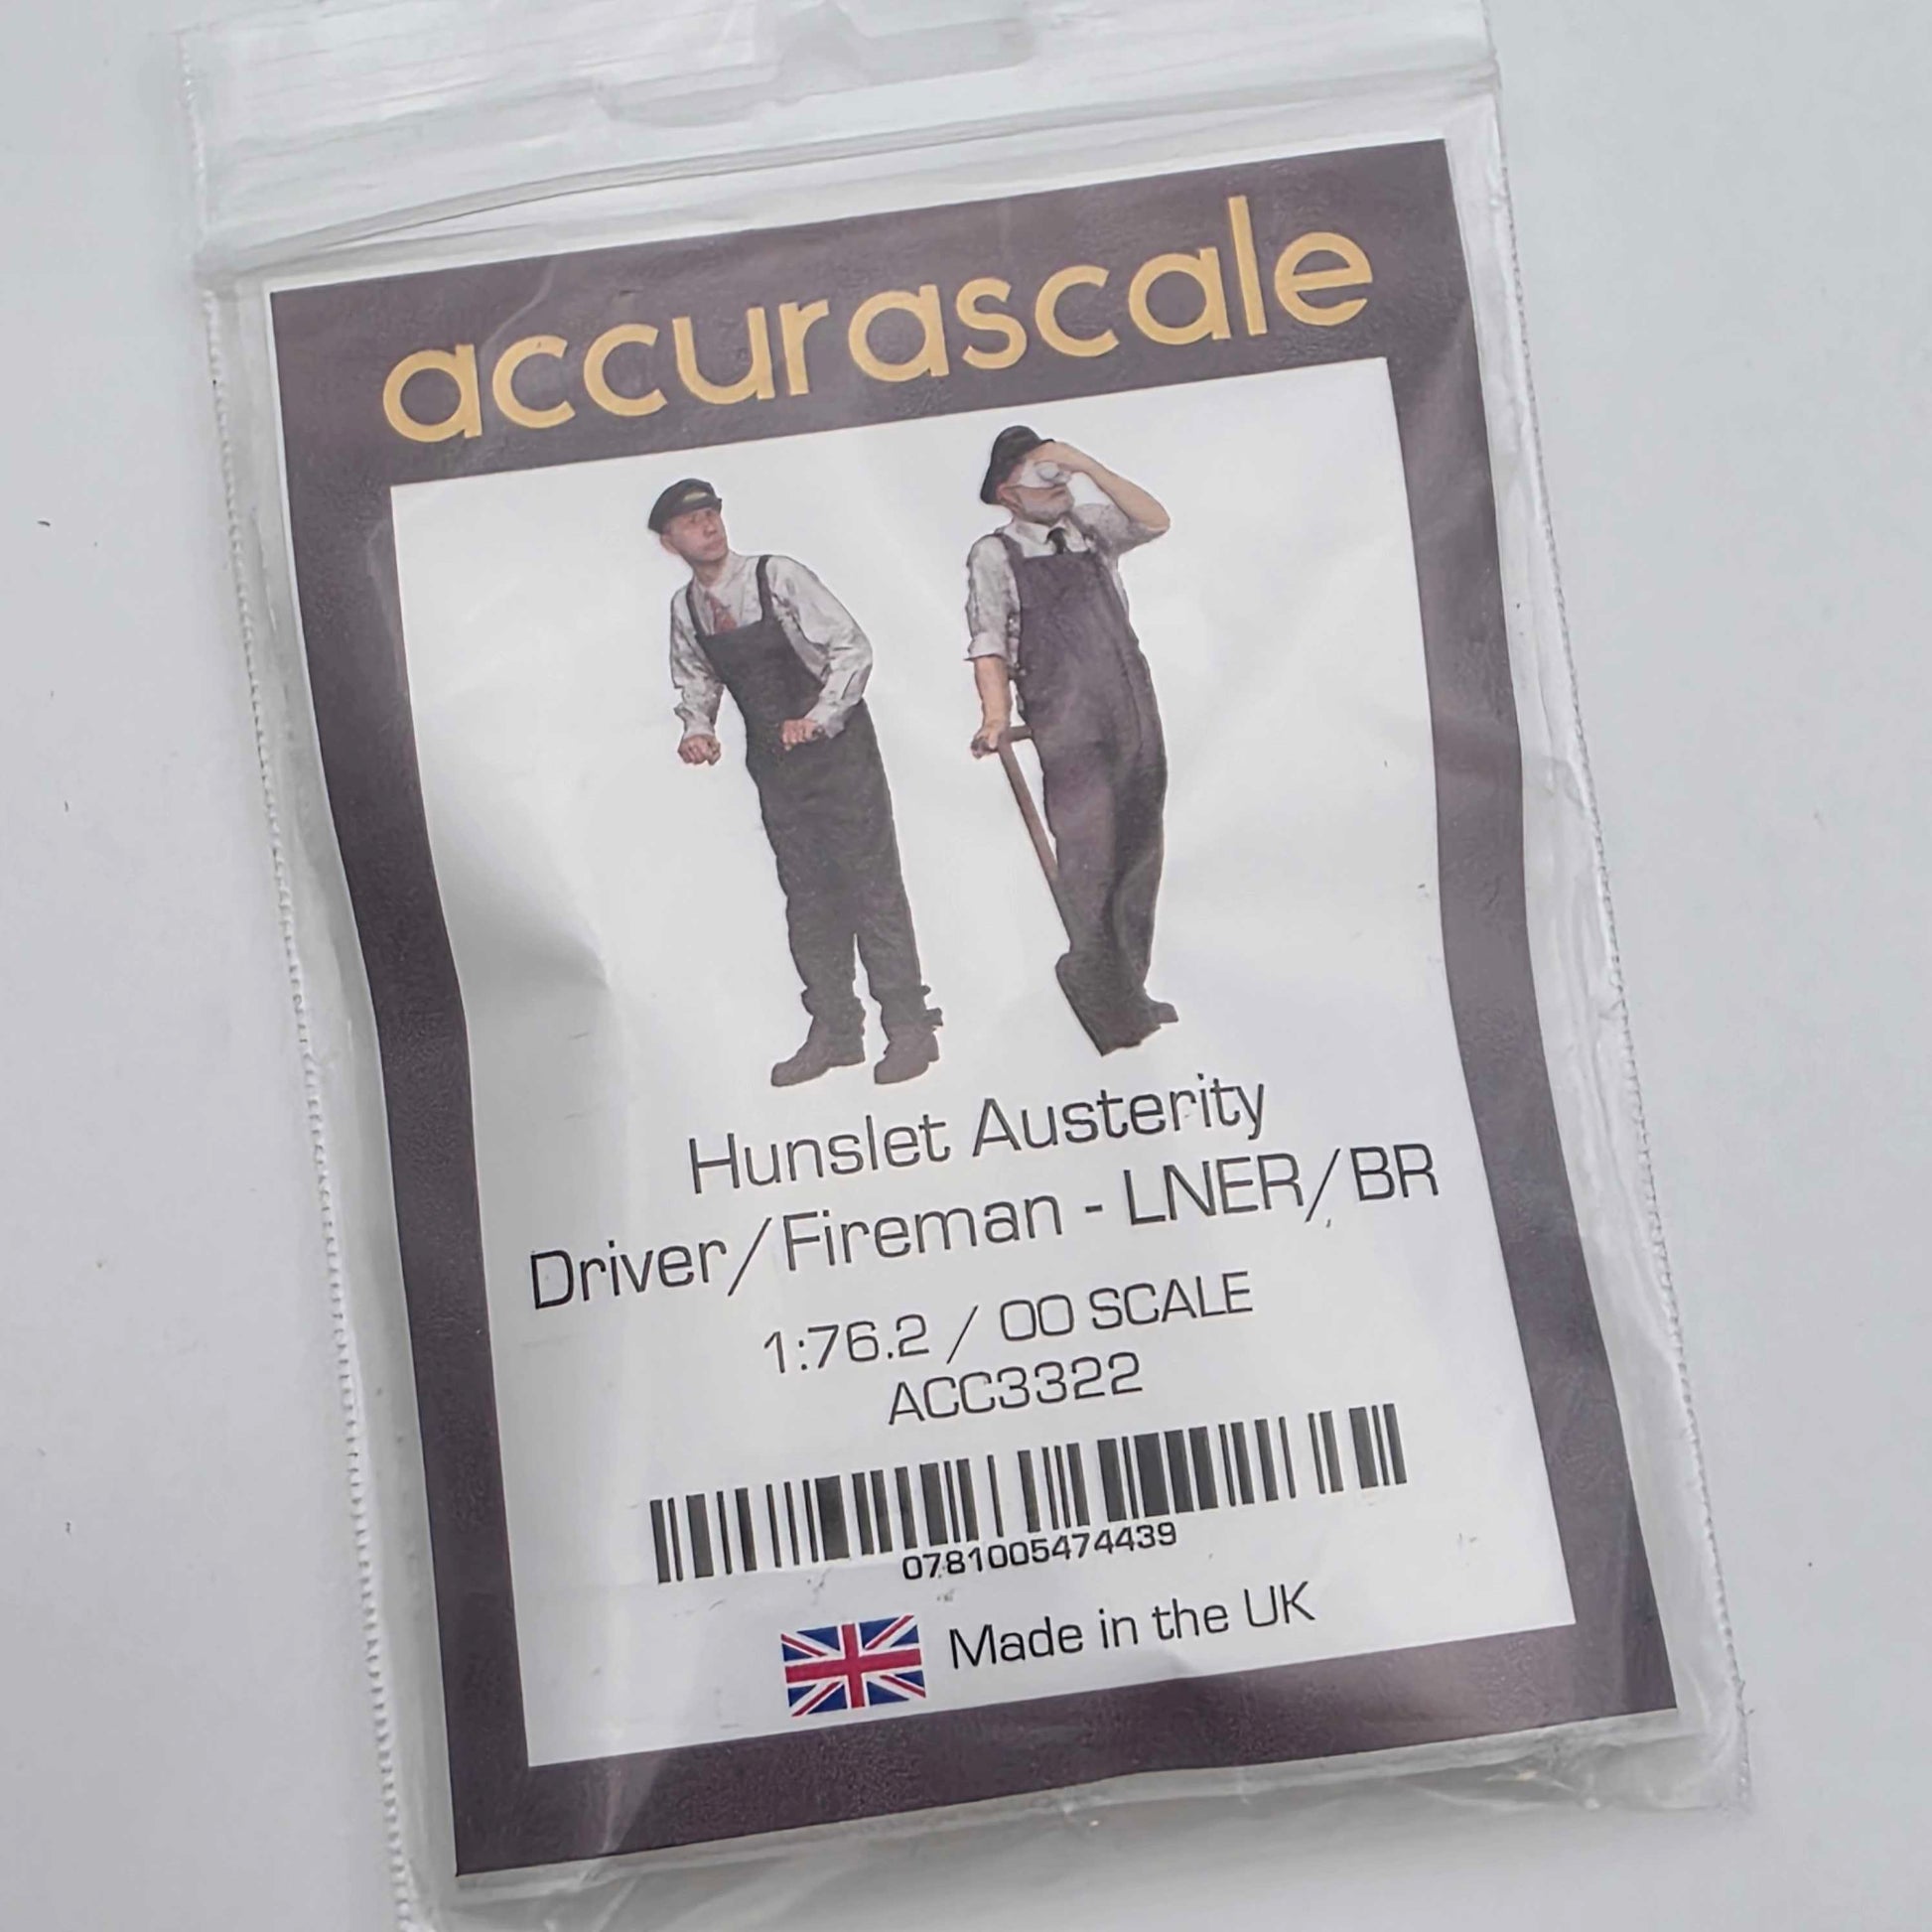 accurascale
Hunslet Austerity
Driver/Fireman - LNER/BR
1:76.2 / OO SCALE
ACC3322
0781005474439
Made in the UK